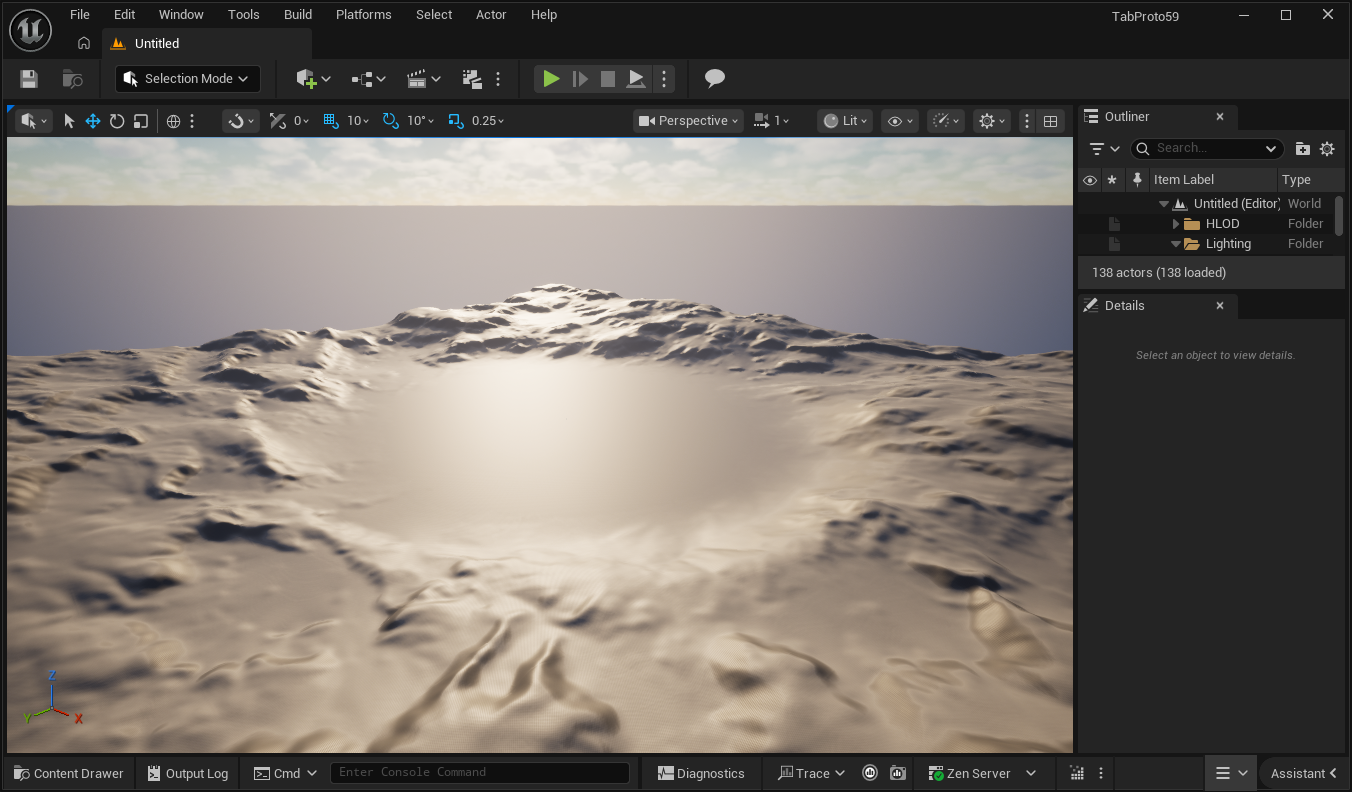 File Edit Window Tools Build Platforms Select Actor Help TabProto59
Untitled
Selection Mode
0 10 10° 0.25 Perspective 1 Lit
Outliner
Search...
Item Label Type
Untitled (Editor) World
HLOD Folder
Lighting Folder
138 actors (138 loaded)
Details
Select an object to view details.
Z
Y X
Content Drawer Output Log Cmd Enter Console Command Diagnostics Trace Zen Server Assistant